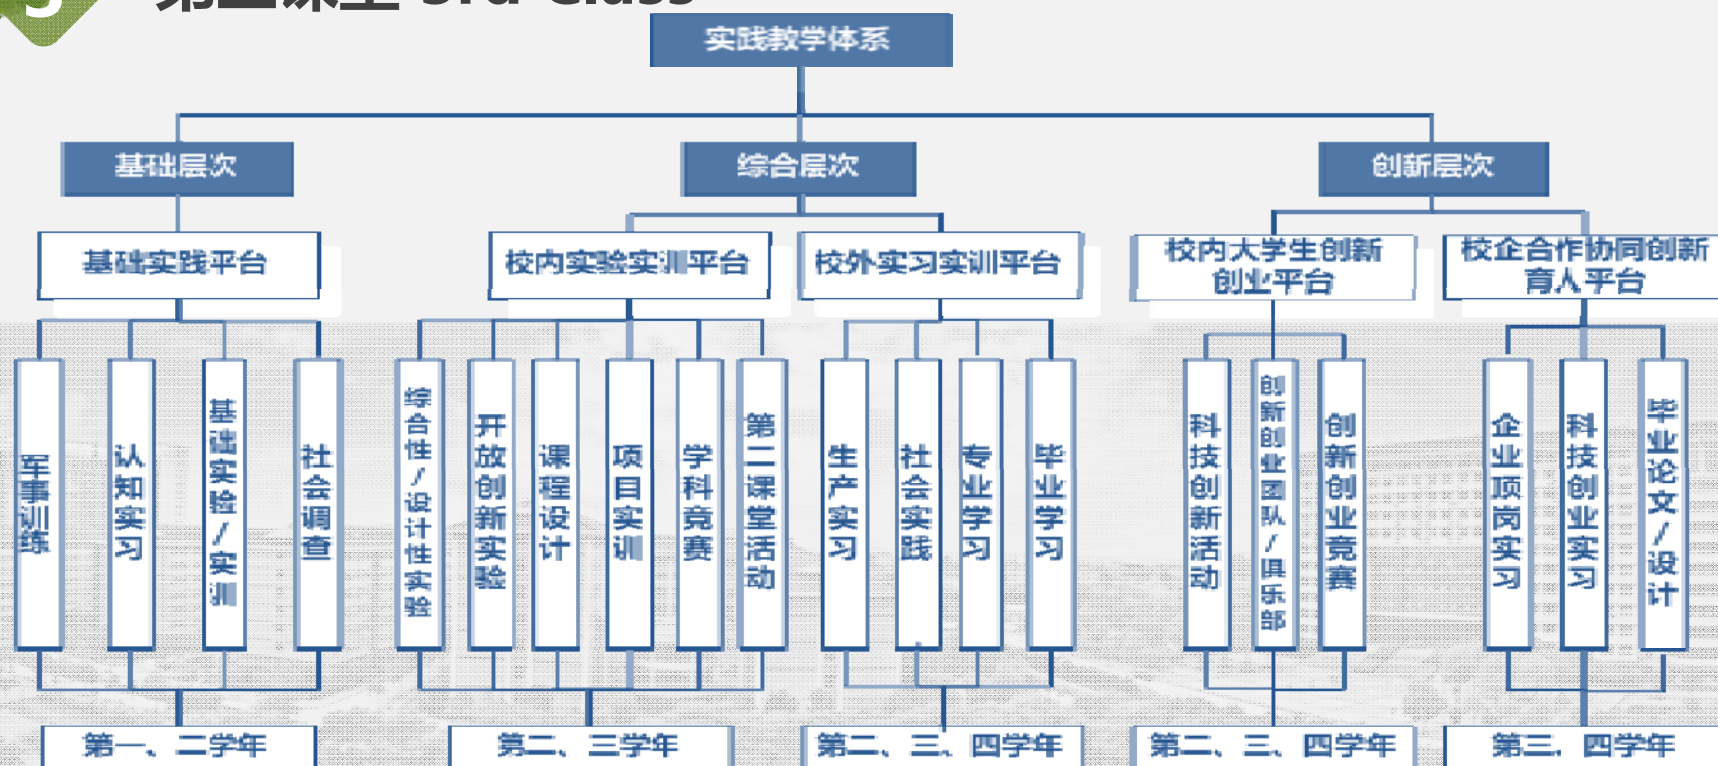 3
第三课堂 3rd Class
实践教学体系
基础层次
综合层次
创新层次
基础实践平台
校内实验实训平台
校外实习实训平台
校内大学生创新
创业平台
校企合作协同创新
育人平台
军事训练
认知实习
基础实验/实训
社会调查
综合性/设计性实验
开放创新实验
课程设计
项目实训
学科竞赛
第二课堂活动
生产实习
社会实践
专业学习
毕业学习
科技创新活动
创新创业团队/俱乐部
创新创业竞赛
企业顶岗实习
科技创业实习
毕业论文/设计
第一、二学年
第二、三学年
第二、三、四学年
第二、三、四学年
第三、四学年